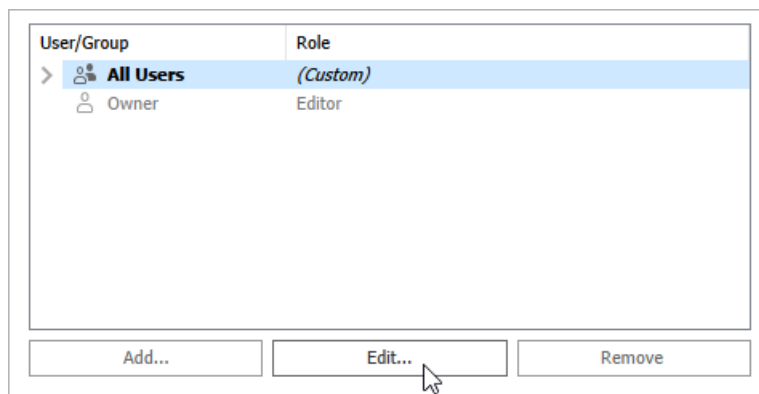 User/Group Role
All Users (Custom)
Owner Editor
Add... Edit... Remove